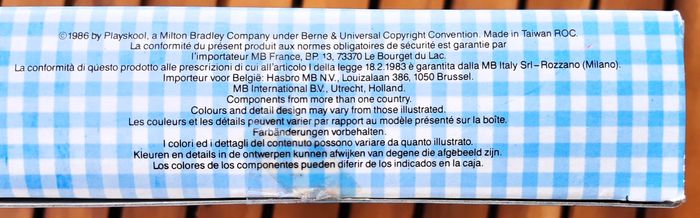 ©1986 by Playskool, a Milton Bradley Company under Berne & Universal Copyright Convention. Made in Taiwan ROC.
La conformité du présent produit aux normes obligatoires de sécurité est garantie par
l'importateur MB France, BP. 13, 73370 Le Bourget du Lac.
La conformità di questo prodotto alle prescrizioni di cui all'articolo I della legge 18.2.1983 è garantita dalla MB Italy Srl–Rozzano (Milano).
Importeur voor België: Hasbro MB N.V., Louizalaan 386, 1050 Brussel.
MB International B.V., Utrecht, Holland.
Components from more than one country.
Colours and detail design may vary from those illustrated.
Les couleurs et les détails peuvent varier par rapport au modèle présenté sur la boîte.
Farbänderungen vorbehalten.
I colori ed i dettagli del contenuto possono variare da quanto illustrato.
Kleuren en details in de ontwerpen kunnen afwijken van degene die afgebeeld zijn.
Los colores de los componentes pueden diferir de los indicados en la caja.